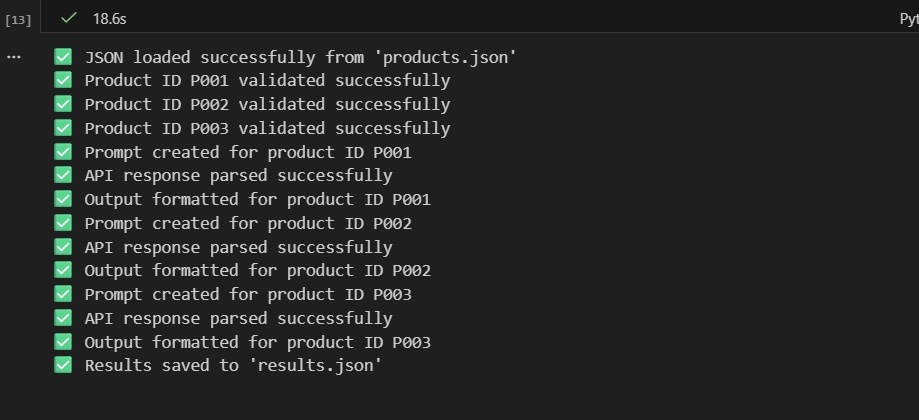 [13]
18.6s
Pyt
...
✅ JSON loaded successfully from 'products.json'
✅ Product ID P001 validated successfully
✅ Product ID P002 validated successfully
✅ Product ID P003 validated successfully
✅ Prompt created for product ID P001
✅ API response parsed successfully
✅ Output formatted for product ID P001
✅ Prompt created for product ID P002
✅ API response parsed successfully
✅ Output formatted for product ID P002
✅ Prompt created for product ID P003
✅ API response parsed successfully
✅ Output formatted for product ID P003
✅ Results saved to 'results.json'